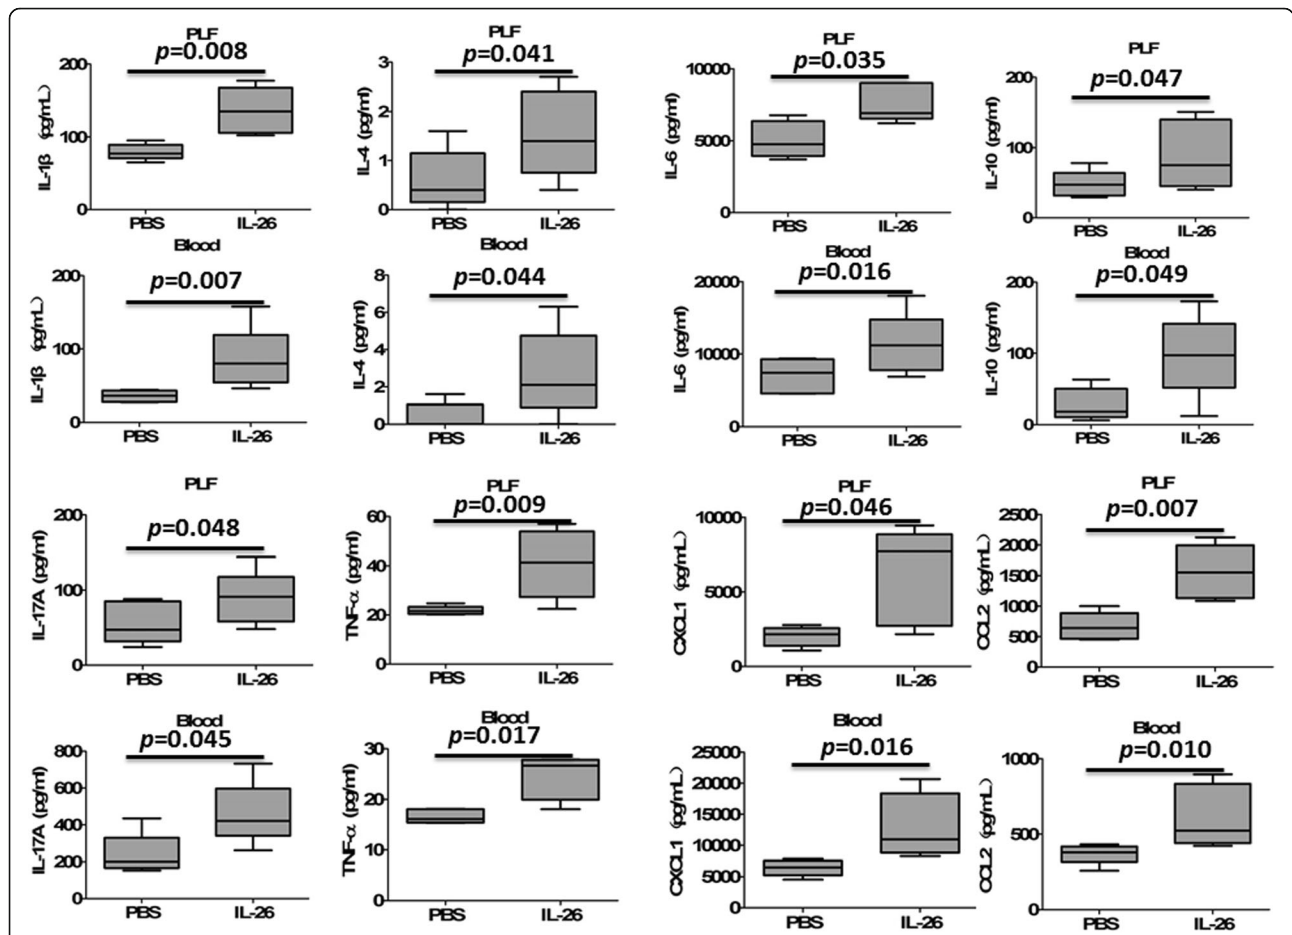 PLF
p=0.008
IL-1β (pg/mL)
200
100
0
PBS IL-26
PLF
p=0.041
IL-4 (pg/ml)
3
2
1
0
PBS IL-26
PLF
p=0.035
IL-6 (pg/ml)
10000
5000
0
PBS IL-26
PLF
p=0.047
IL-10 (pg/ml)
200
100
0
PBS IL-26
Blood
p=0.007
IL-1β (pg/mL)
200
100
0
PBS IL-26
Blood
p=0.044
IL-4 (pg/ml)
8
6
4
2
0
PBS IL-26
Blood
p=0.016
IL-6 (pg/ml)
20000
10000
0
PBS IL-26
Blood
p=0.049
IL-10 (pg/ml)
200
100
0
PBS IL-26
PLF
p=0.048
IL-17A (pg/ml)
200
100
0
PBS IL-26
PLF
p=0.009
TNF-α (pg/ml)
60
40
20
0
PBS IL-26
PLF
p=0.046
CXCL1 (pg/mL)
10000
5000
0
PBS IL-26
PLF
p=0.007
CCL2 (pg/mL)
2500
2000
1500
1000
500
0
PBS IL-26
Blood
p=0.045
IL-17A (pg/ml)
800
600
400
200
0
PBS IL-26
Blood
p=0.017
TNF-α (pg/ml)
30
20
10
0
PBS IL-26
Blood
p=0.016
CXCL1 (pg/mL)
25000
20000
15000
10000
5000
0
PBS IL-26
Blood
p=0.010
CCL2 (pg/mL)
1000
500
0
PBS IL-26